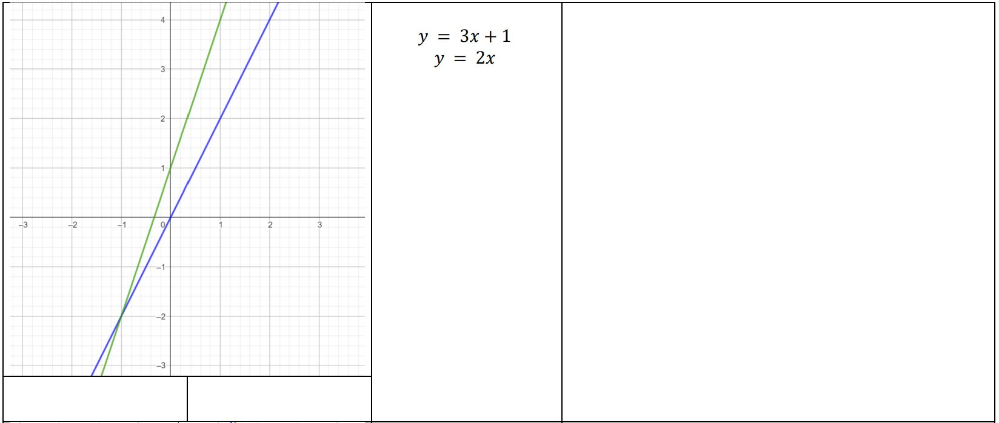 4
3
2
1
–3 –2 –1 0 1 2 3
–1
–2
–3
y = 3x + 1
y = 2x